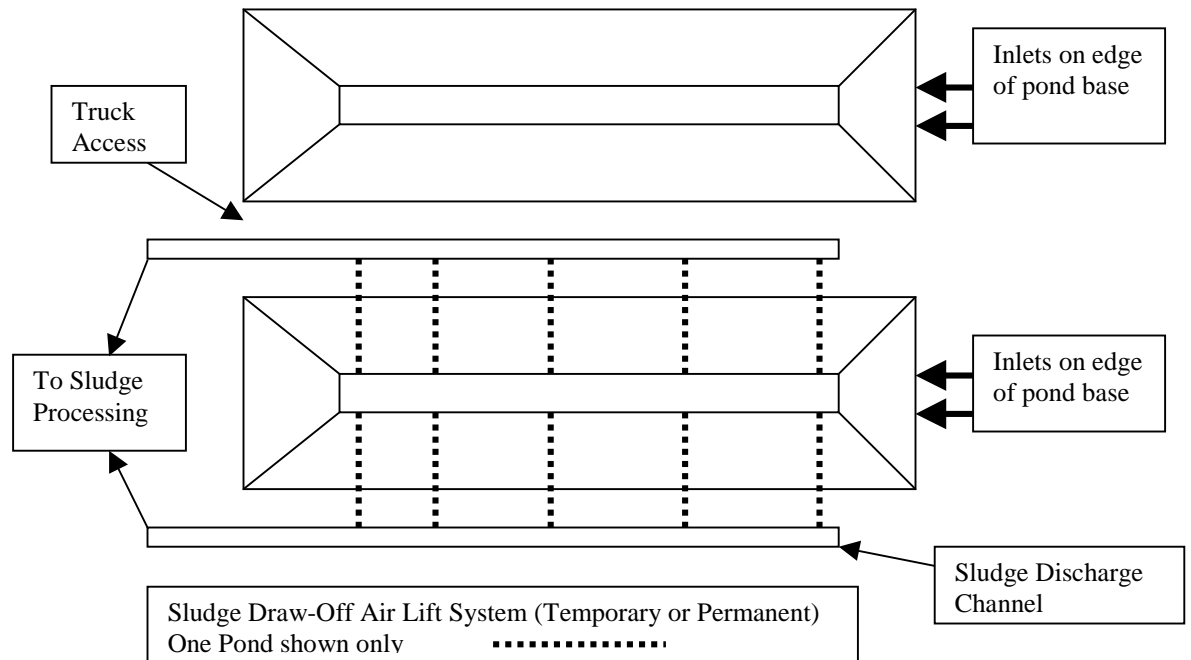 Inlets on edge
of pond base
Truck
Access
To Sludge
Processing
Inlets on edge
of pond base
Sludge Discharge
Channel
Sludge Draw-Off Air Lift System (Temporary or Permanent)
One Pond shown only